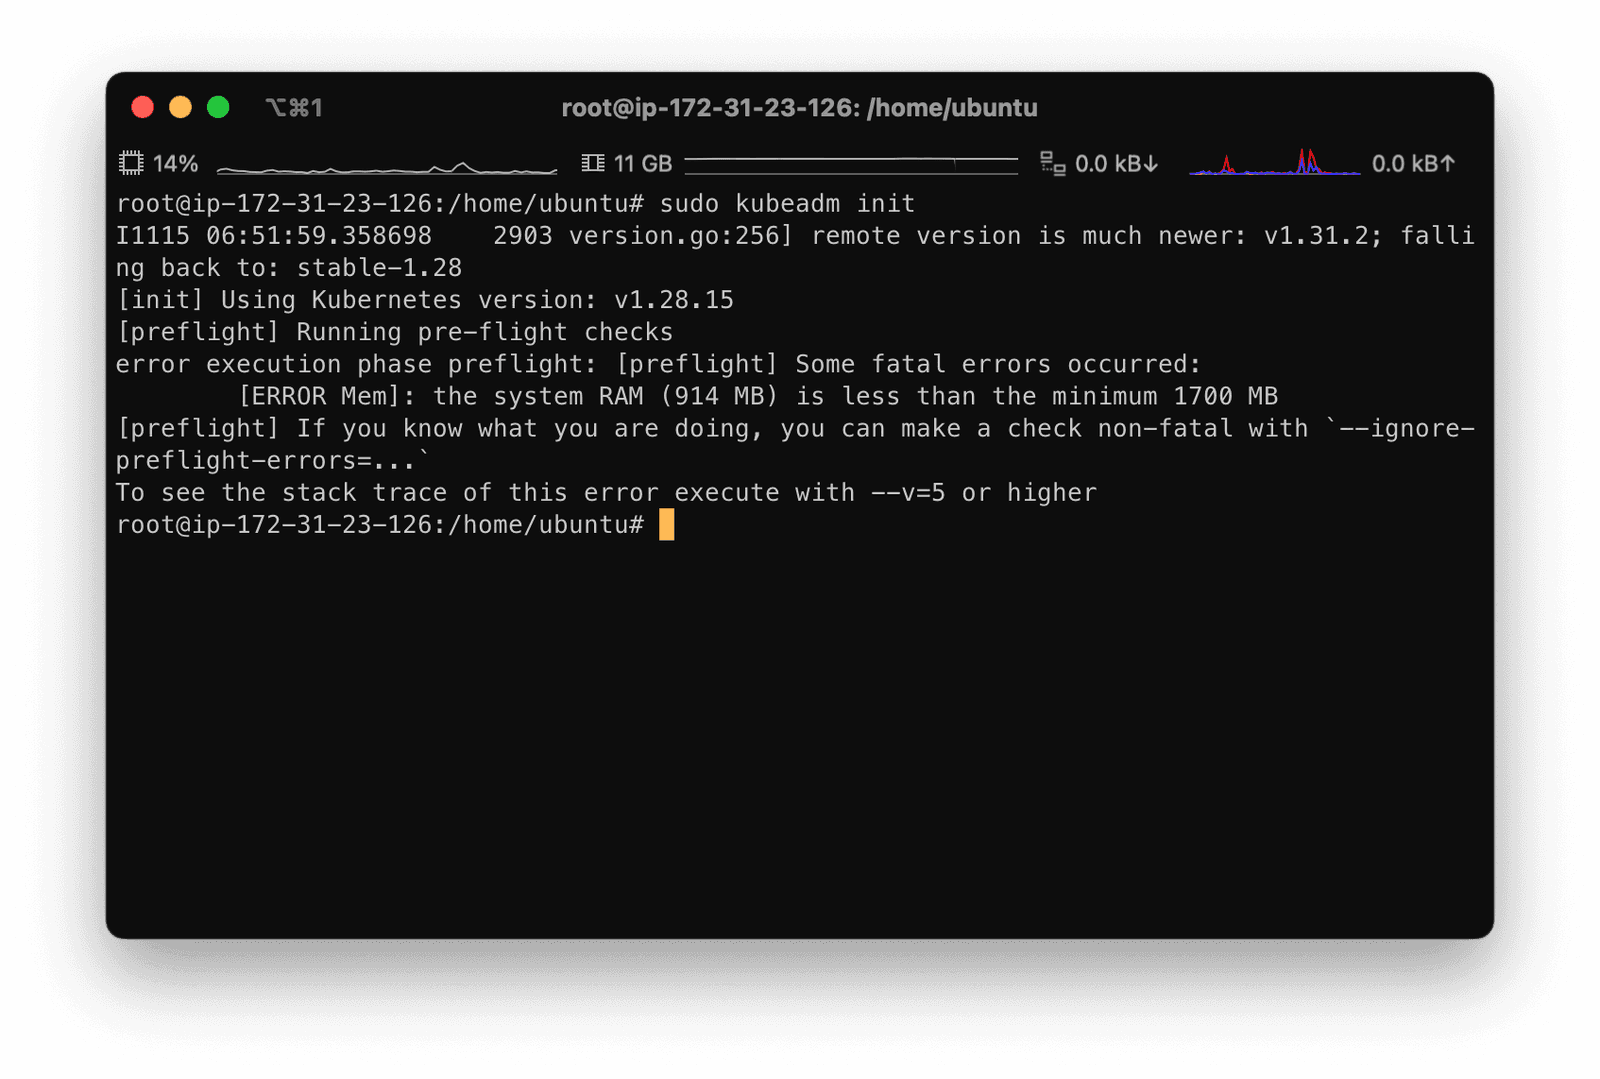 ⌥⌘1 root@ip-172-31-23-126: /home/ubuntu
14% 11 GB 0.0 kB↓ 0.0 kB↑
root@ip-172-31-23-126:/home/ubuntu# sudo kubeadm init
I1115 06:51:59.358698    2903 version.go:256] remote version is much newer: v1.31.2; falli
ng back to: stable-1.28
[init] Using Kubernetes version: v1.28.15
[preflight] Running pre-flight checks
error execution phase preflight: [preflight] Some fatal errors occurred:
        [ERROR Mem]: the system RAM (914 MB) is less than the minimum 1700 MB
[preflight] If you know what you are doing, you can make a check non-fatal with `--ignore-
preflight-errors=...`
To see the stack trace of this error execute with --v=5 or higher
root@ip-172-31-23-126:/home/ubuntu#